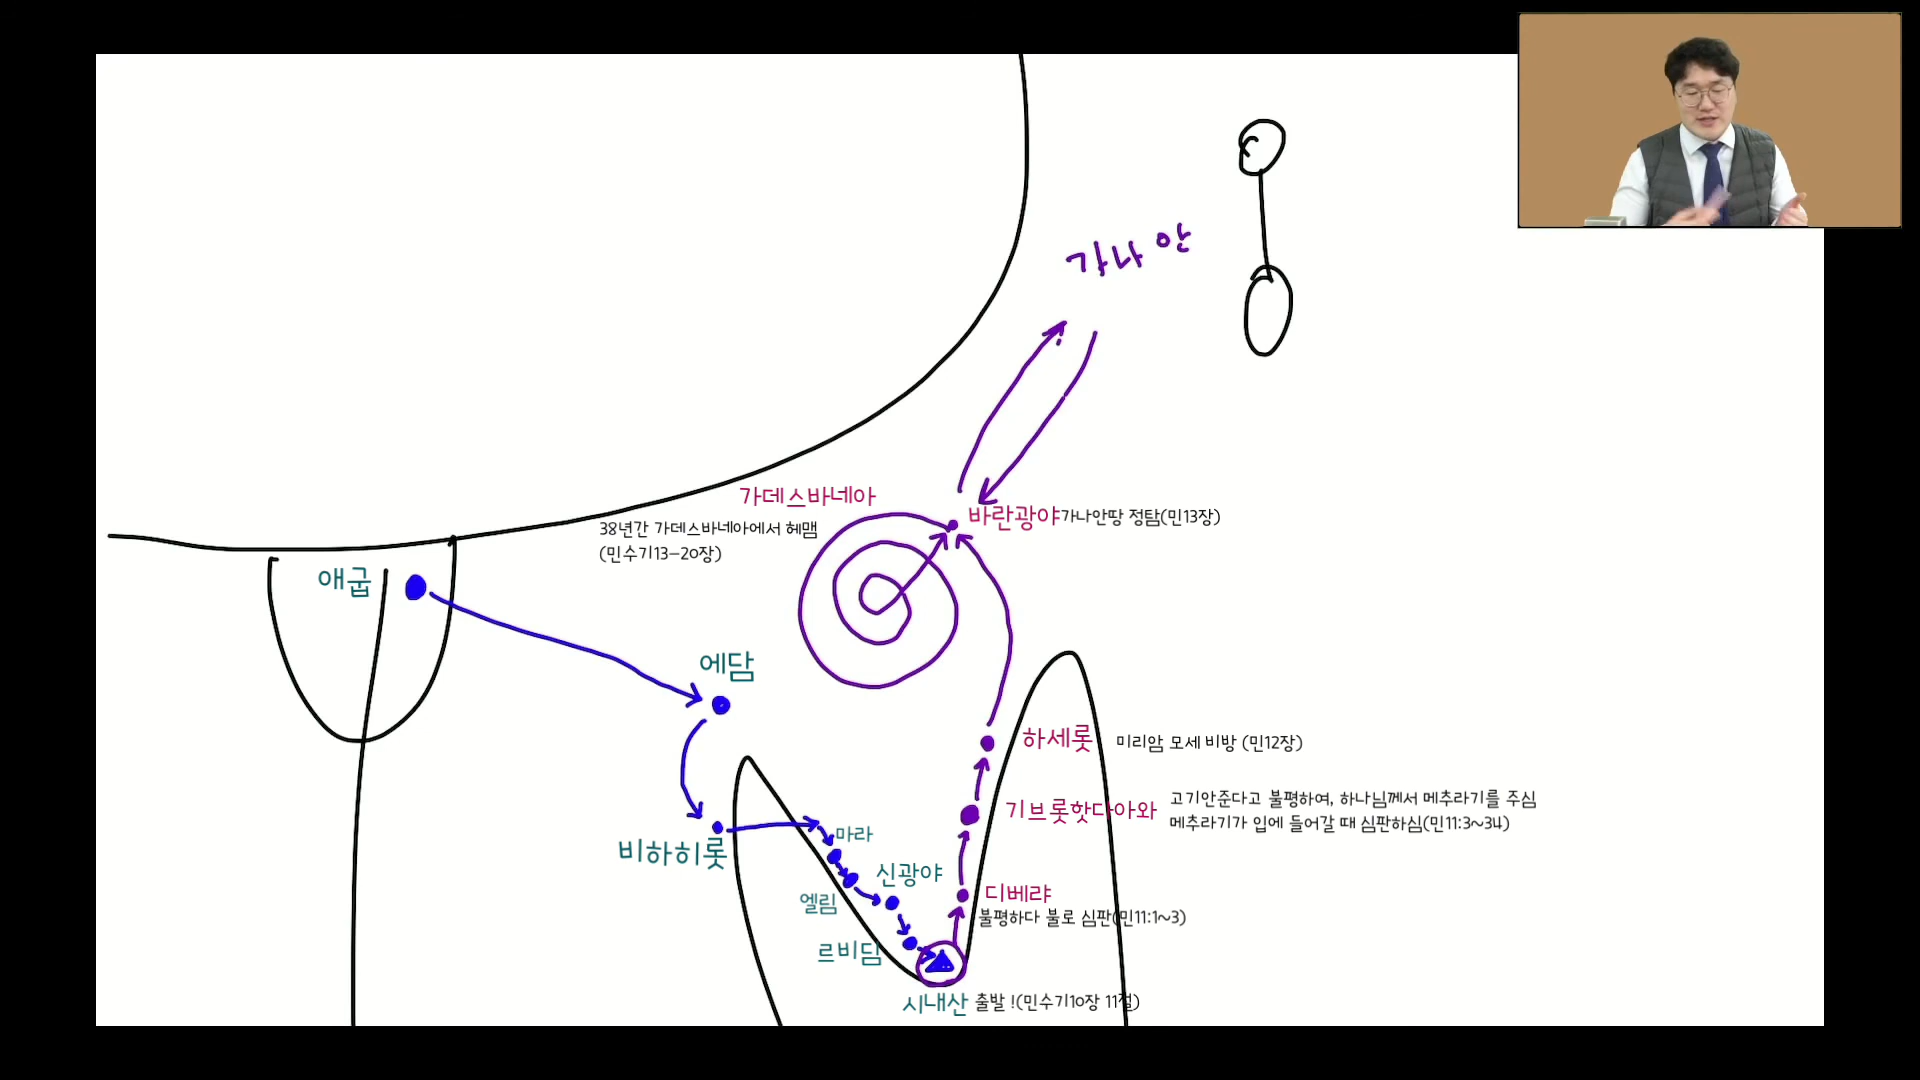 가나안
가데스바네아
38년간 가데스바네아에서 헤맴
(민수기13-20장)
바란광야 가나안땅 정탐(민13장)
애굽
에담
하세롯 미리암 모세 비방 (민12장)
기브롯핫다아와 고기안준다고 불평하여, 하나님께서 메추라기를 주심
메추라기가 입에 들어갈 때 심판하심(민11:3~34)
비하히롯
마라
신광야
엘림
디베랴
불평하다 불로 심판(민11:1~3)
르비딤
시내산 출발 !(민수기10장 11절)